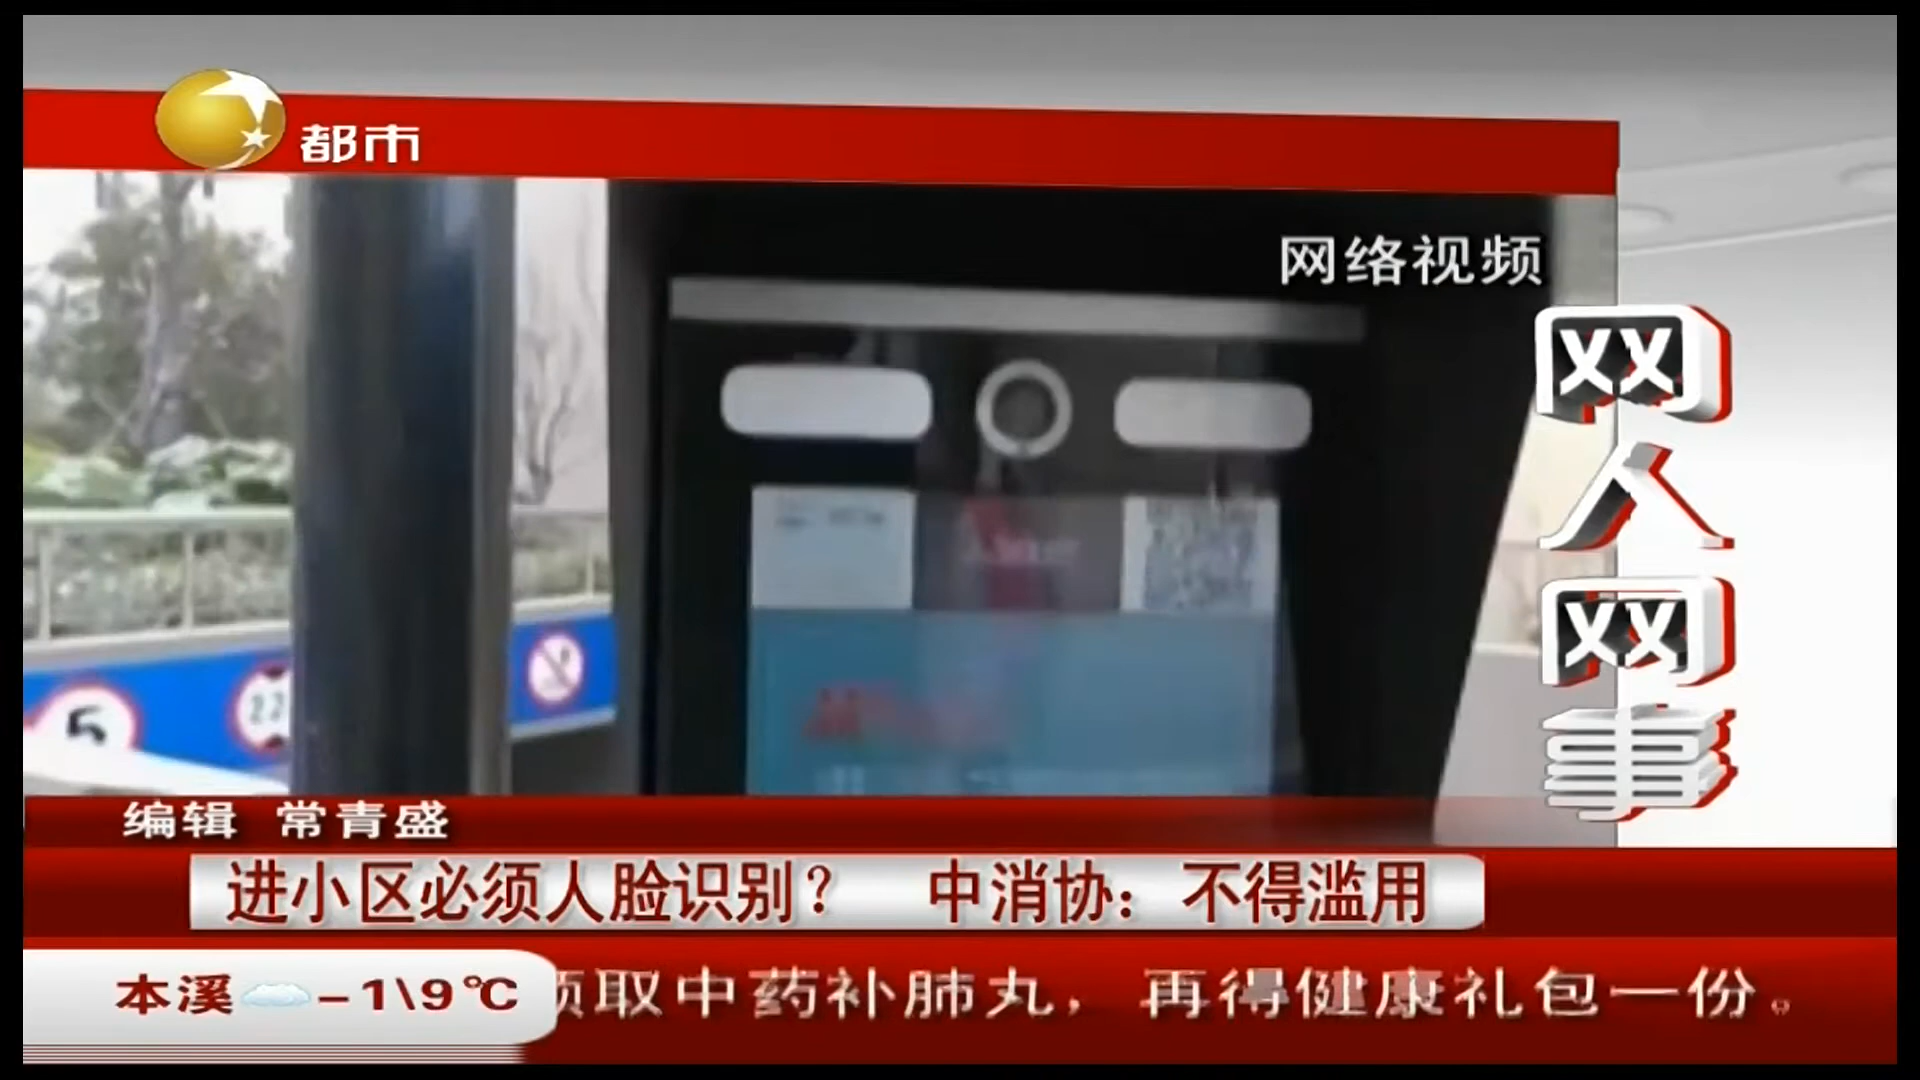 都市
网络视频
网人网事
5
编辑 常青盛
进小区必须人脸识别？ 中消协：不得滥用
本溪 -1\9℃
取中药补肺丸，再得健康礼包一份。